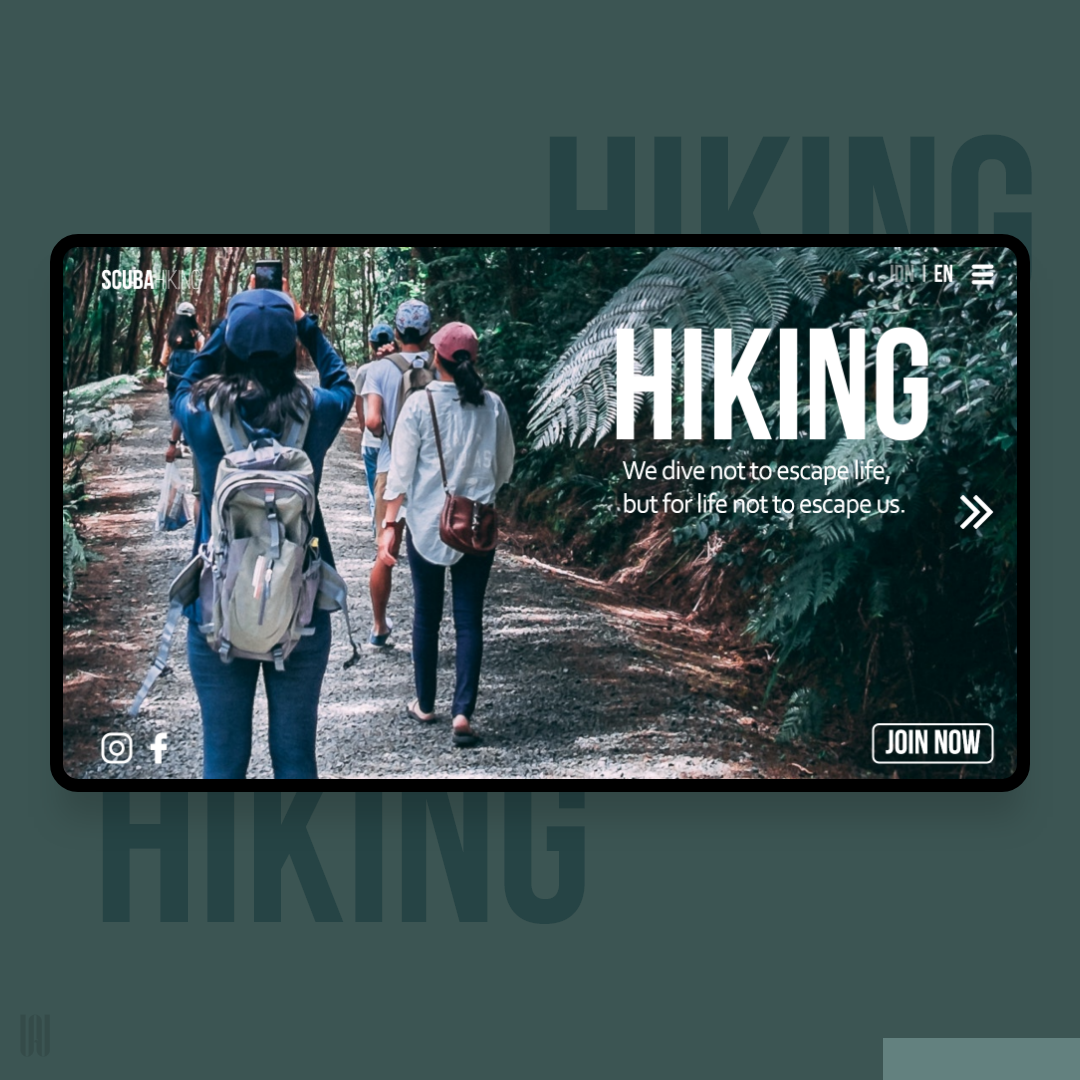 HIKING
SCUBAHIKING
IDN | EN
HIKING
We dive not to escape life,
but for life not to escape us.
JOIN NOW
HIKING